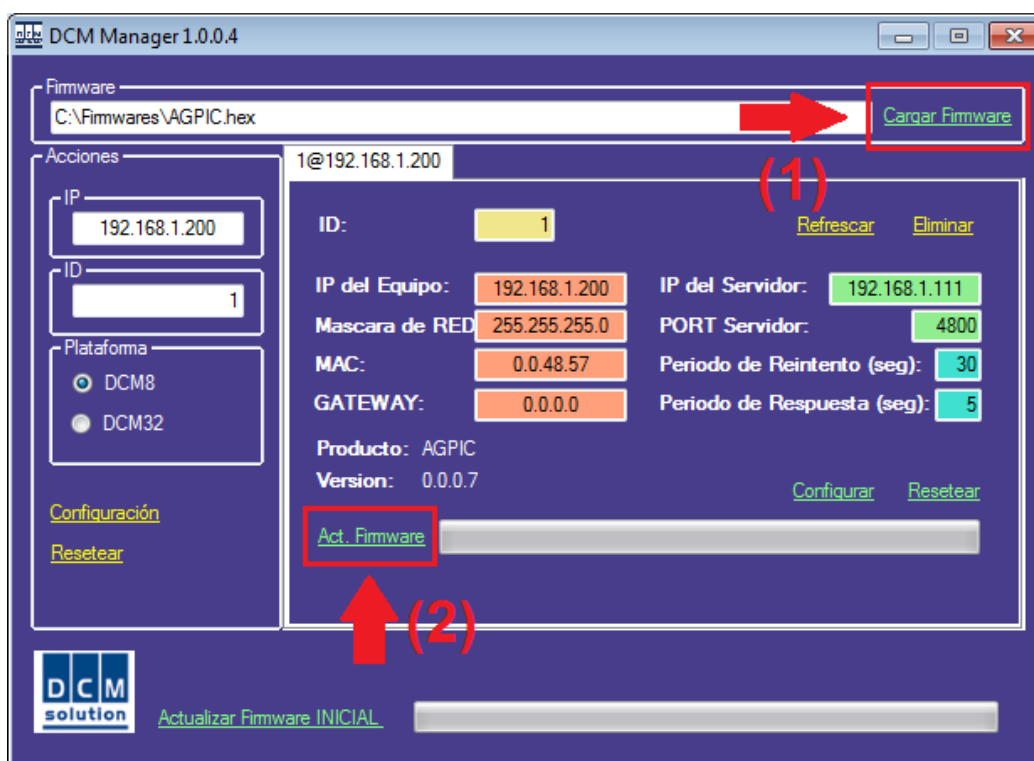 DCM Manager 1.0.0.4
Firmware
C:\Firmwares\AGPIC.hex
Cargar Firmware
(1)
Acciones
1@192.168.1.200
IP
192.168.1.200
ID
1
Plataforma
DCM8
DCM32
Configuración
Resetear
ID: 1
Refrescar Eliminar
IP del Equipo: 192.168.1.200 IP del Servidor: 192.168.1.111
Mascara de RED 255.255.255.0 PORT Servidor: 4800
MAC: 0.0.48.57 Periodo de Reintento (seg): 30
GATEWAY: 0.0.0.0 Periodo de Respuesta (seg): 5
Producto: AGPIC
Version: 0.0.0.7
Configurar Resetear
Act. Firmware
(2)
DCM
solution
Actualizar Firmware INICIAL